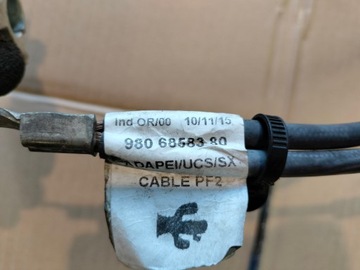 Ind OR/00 10/11/15
980 68583 80
ADAPEI/UCS/SX
CABLE PF2